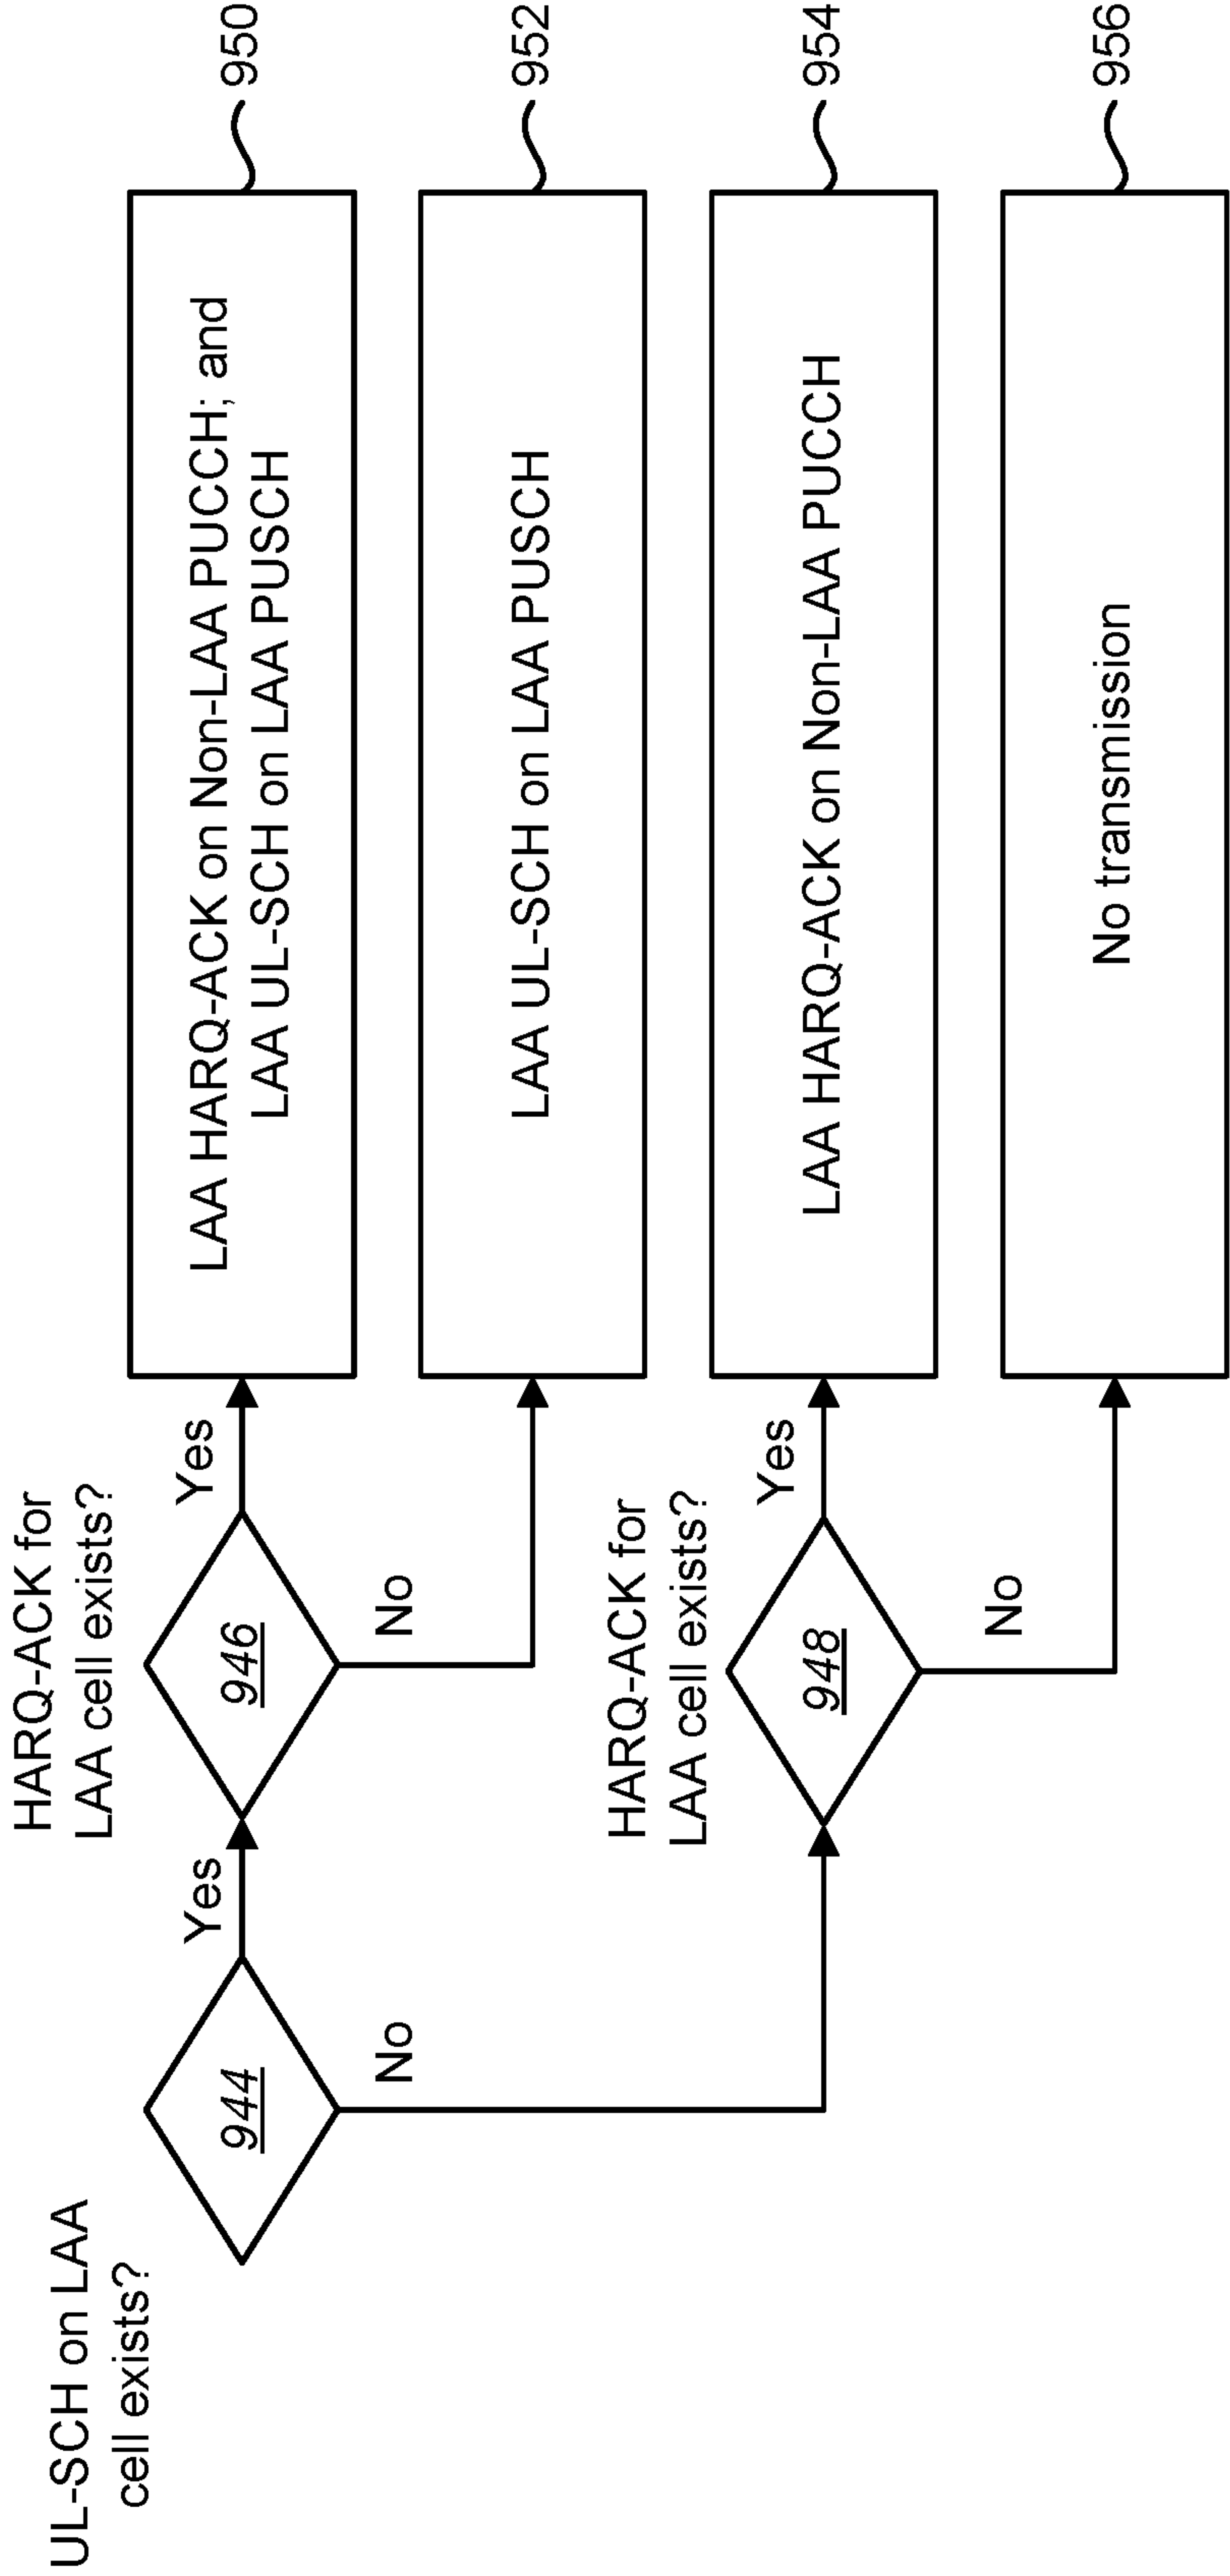 UL-SCH on LAA
cell exists?
944
Yes
No
HARQ-ACK for
LAA cell exists?
946
Yes
No
LAA HARQ-ACK on Non-LAA PUCCH; and
LAA UL-SCH on LAA PUSCH
950
LAA UL-SCH on LAA PUSCH
952
HARQ-ACK for
LAA cell exists?
948
Yes
No
LAA HARQ-ACK on Non-LAA PUCCH
954
No transmission
956